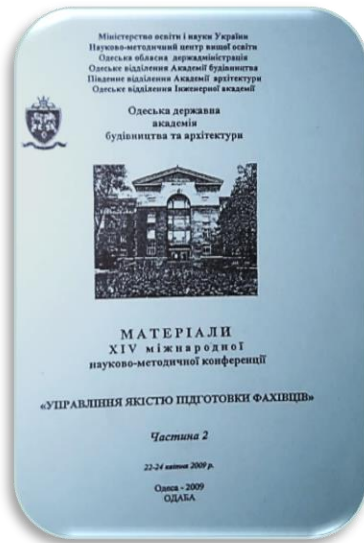 Міністерство освіти і науки України
Науково-методичний центр вищої освіти
Одеська обласна держадміністрація
Одеське відділення Академії будівництва
Південне відділення Академії архітектури
Одеське відділення Інженерної академії
Одеська державна
академія
будівництва та архітектури
МАТЕРІАЛИ
XIV міжнародної
науково-методичної конференції
«УПРАВЛІННЯ ЯКІСТЮ ПІДГОТОВКИ ФАХІВЦІВ»
Частина 2
22-24 квітня 2009 р.
Одеса - 2009
ОДАБА